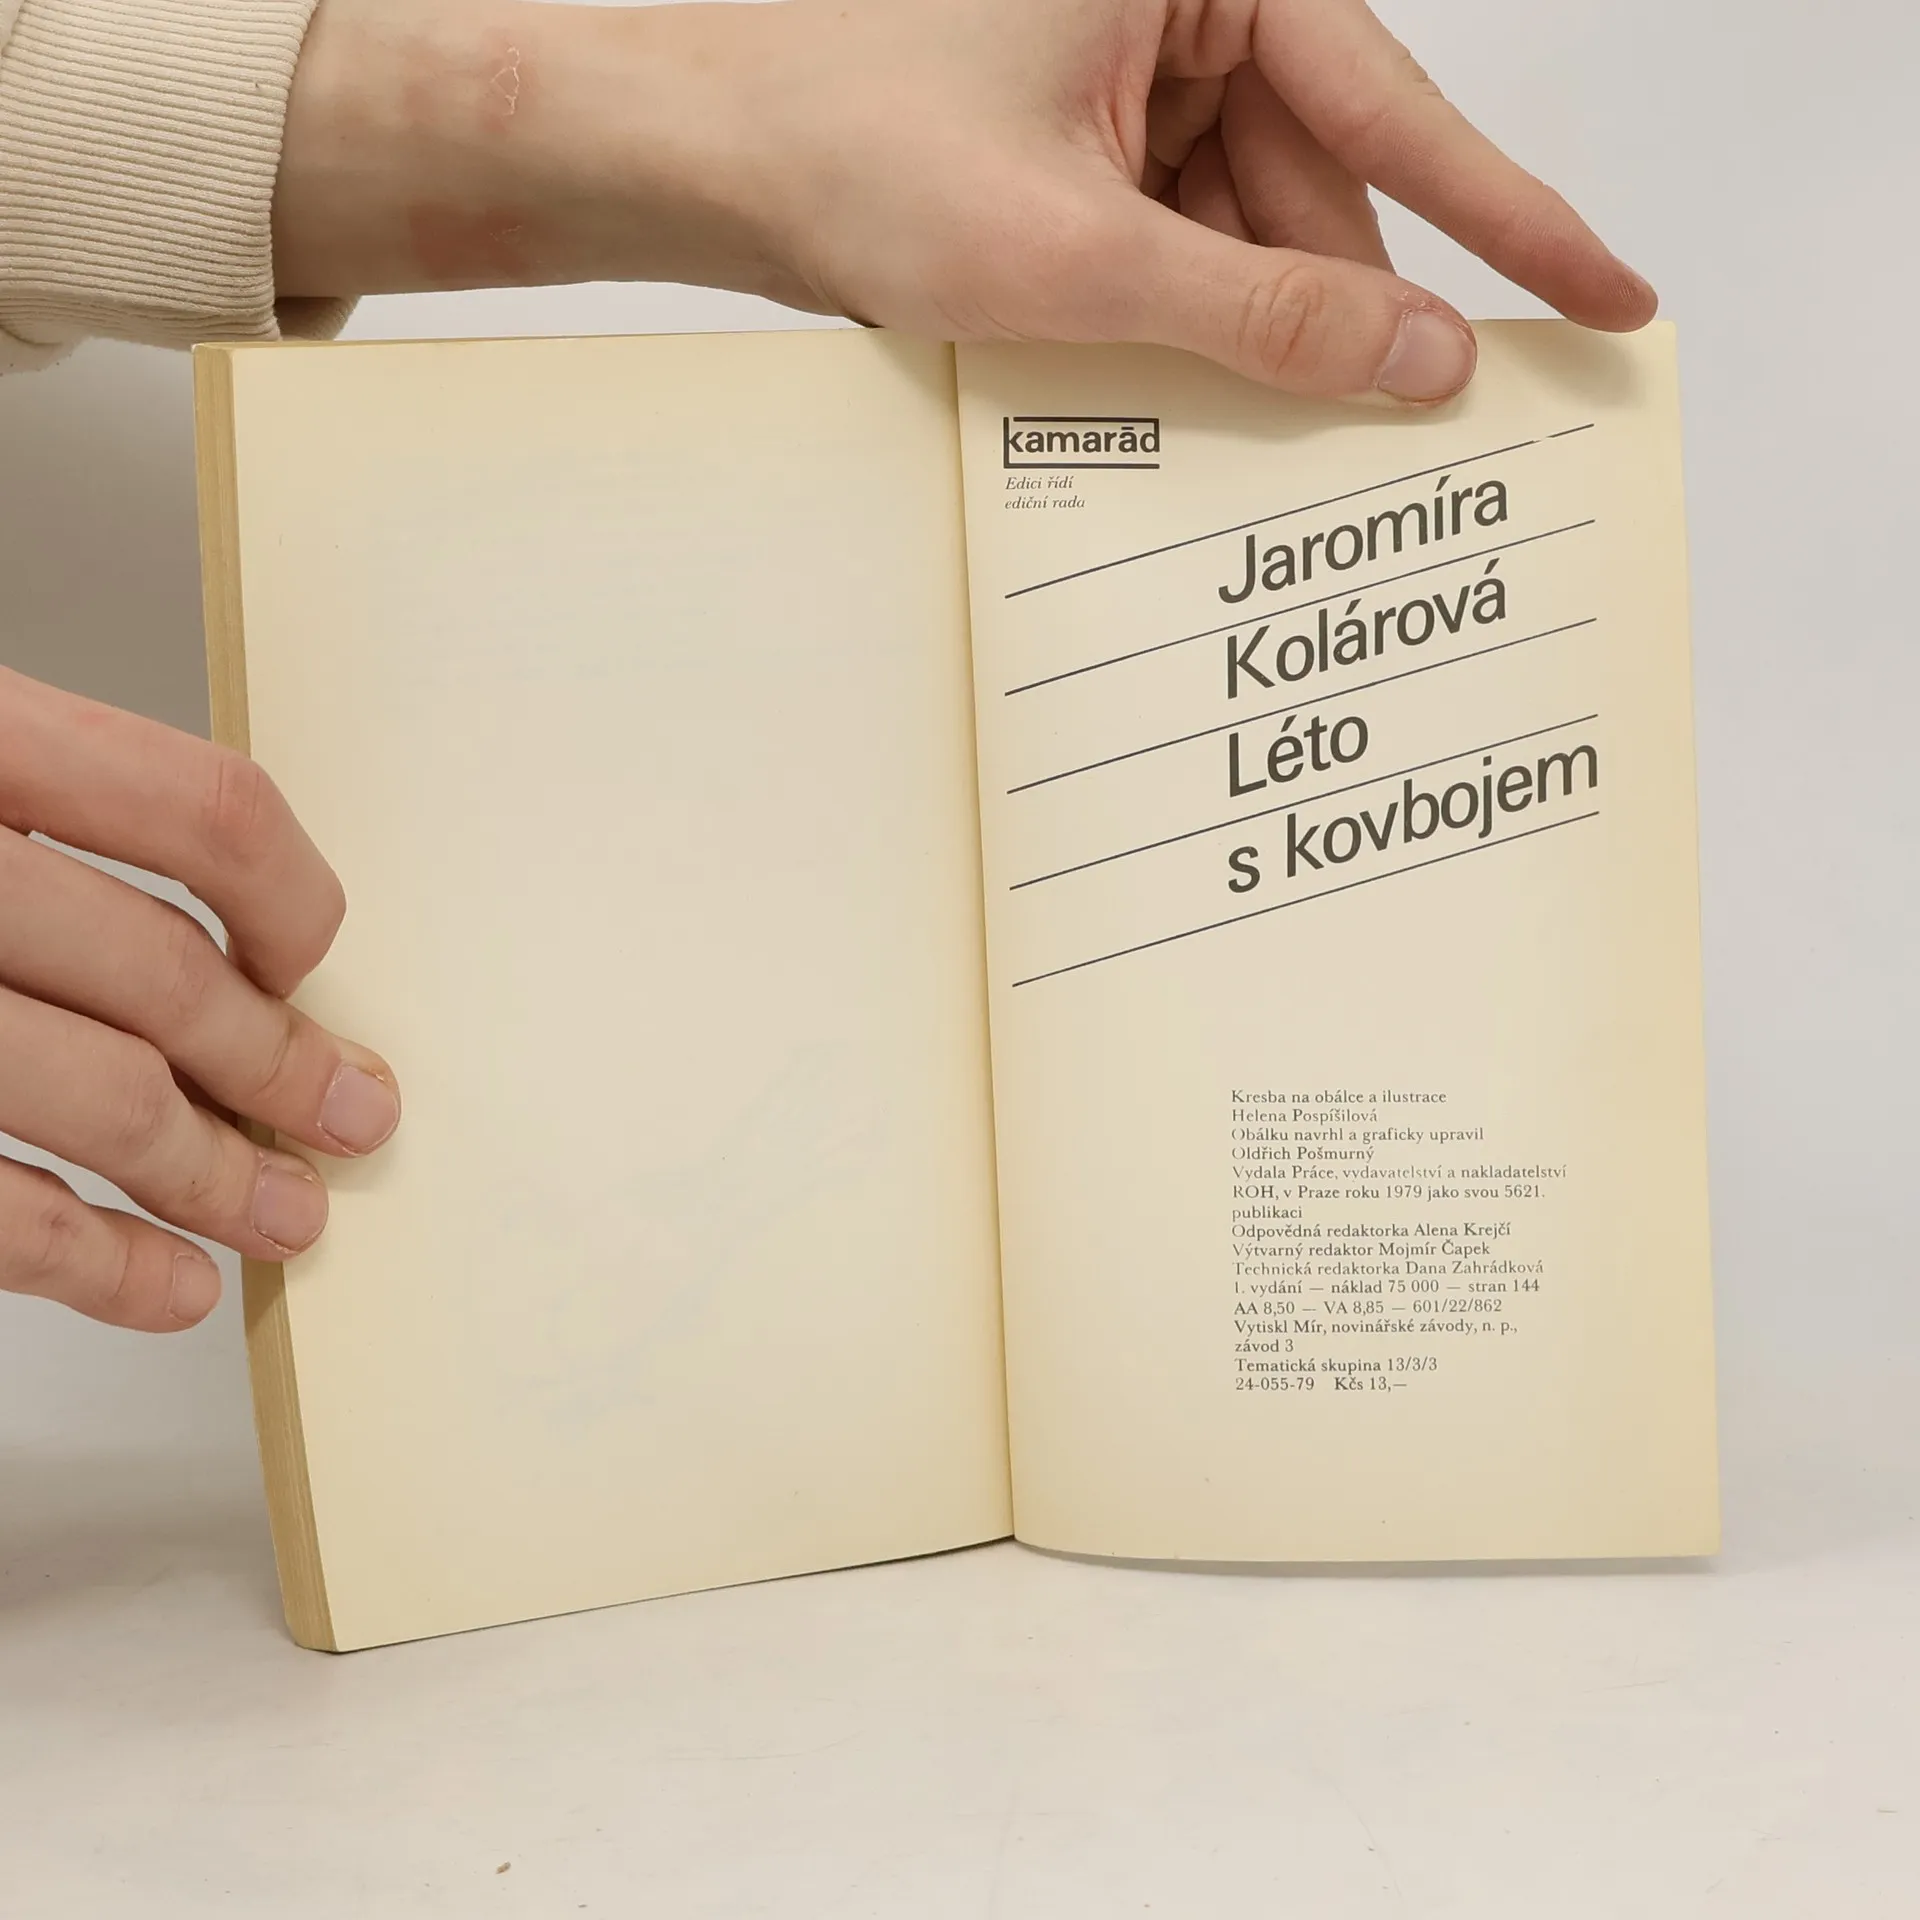 kamarād
Edici řídí
ediční rada
Jaromíra
Kolárová
Léto
s kovbojem
Kresba na obálce a ilustrace
Helena Pospíšilová
Obálku navrhl a graficky upravil
Oldřich Pošmurný
Vydala Práce, vydavatelství a nakladatelství
ROH, v Praze roku 1979 jako svou 5621.
publikaci
Odpovědná redaktorka Alena Krejčí
Výtvarný redaktor Mojmír Čapek
Technická redaktorka Dana Zahrádková
1. vydání — náklad 75 000 — stran 144
AA 8,50 — VA 8,85 — 601/22/862
Vytiskl Mír, novinářské závody, n. p.,
závod 3
Tematická skupina 13/3/3
24-055-79 Kčs 13,—